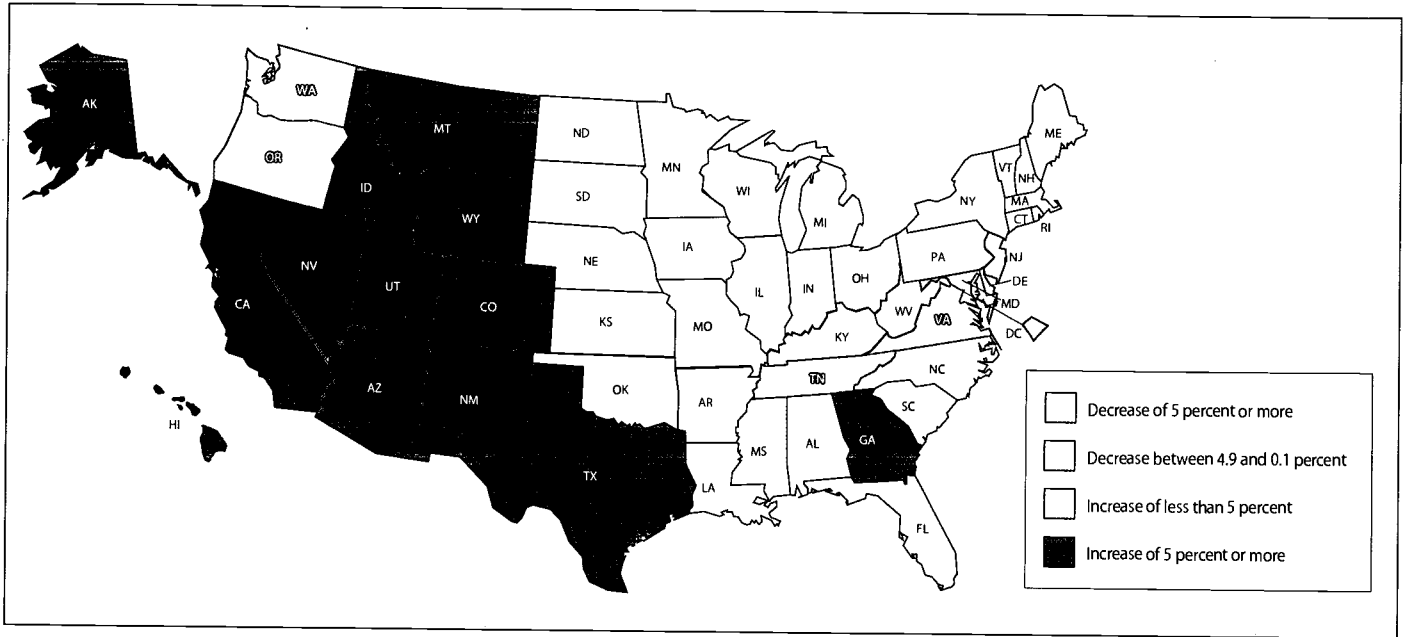 AK
WA
MT
ND
ME
OR
MN
VT
NH
ID
SD
WI
NY
MA
WY
MI
CT
RI
IA
NV
NE
PA
NJ
UT
OH
DE
CA
CO
IL
IN
MD
WV
VA
KS
MO
KY
DC
NC
TN
AZ
NM
OK
AR
SC
HI
MS
AL
GA
TX
LA
FL
Decrease of 5 percent or more
Decrease between 4.9 and 0.1 percent
Increase of less than 5 percent
Increase of 5 percent or more